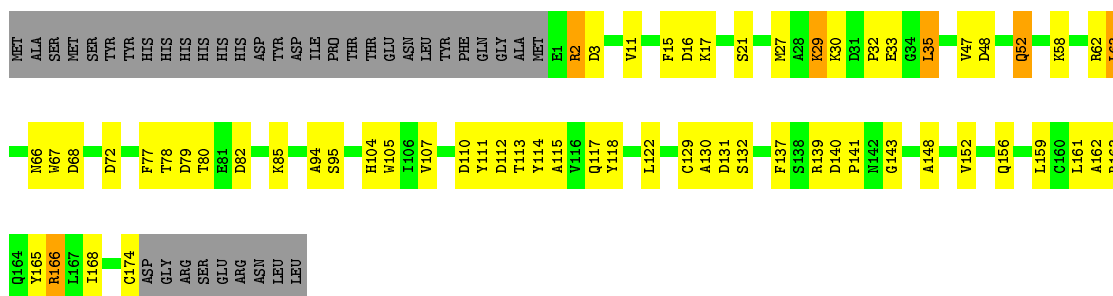 MET ALA SER MET SER TYR TYR HIS HIS HIS HIS HIS HIS ASP TYR ASP ILE PRO THR THR GLU ASN LEU TYR PHE GLN GLY ALA MET E1 R2 D3 V11 F15 D16 K17 S21 M27 A28 K29 K30 D31 P32 E33 G34 L35 V47 D48 Q52 K58 R62
N66 W67 D68 D72 F77 T78 D79 T80 E81 D82 K85 A94 S95 H104 W105 I106 V107 D110 Y111 D112 T113 Y114 A115 V116 Q117 Y118 L122 C129 A130 D131 S132 F137 S138 R139 D140 P141 N142 G143 A148 V152 Q156 L159 C160 L161 A162
Q164 Y165 R166 L167 I168 C174 ASP GLY ARG SER GLU ARG ASN LEU LEU